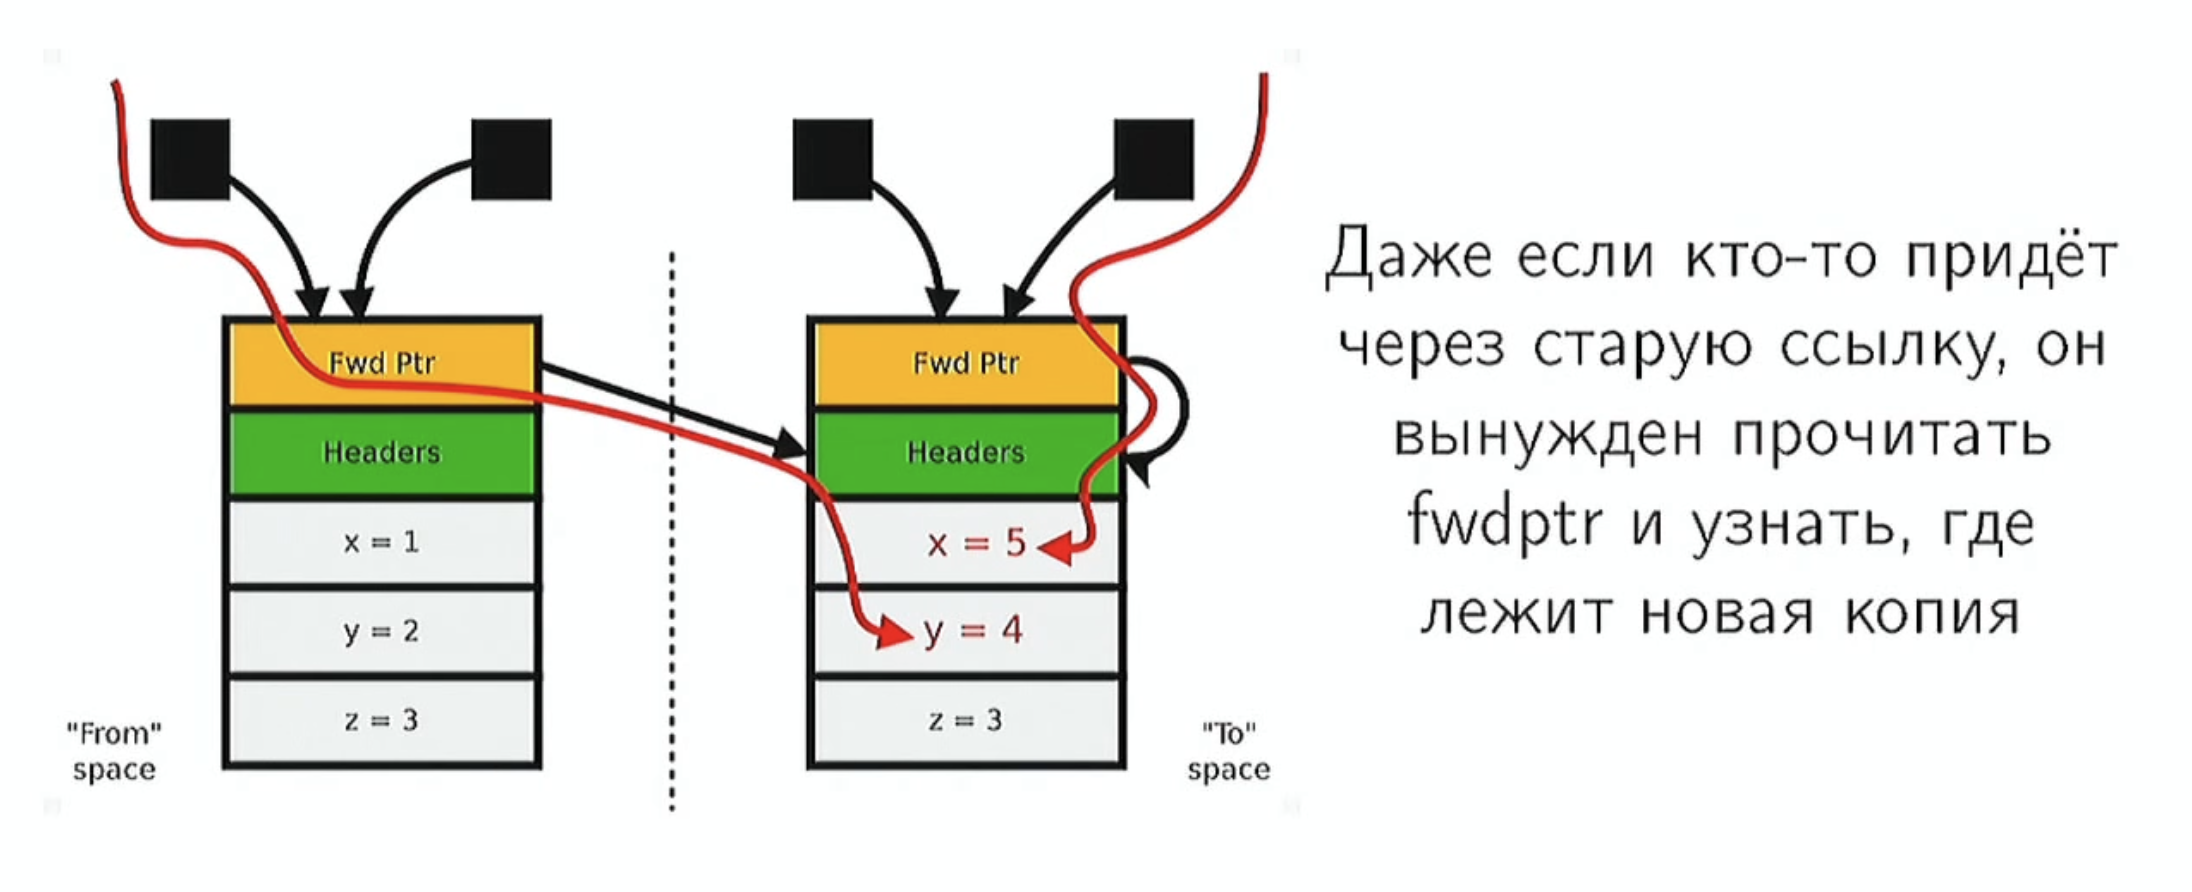 Fwd Ptr
Headers
x = 1
y = 2
z = 3
"From"
space
Fwd Ptr
Headers
x = 5
y = 4
z = 3
"To"
space
Даже если кто-то придёт
через старую ссылку, он
вынужден прочитать
fwdptr и узнать, где
лежит новая копия